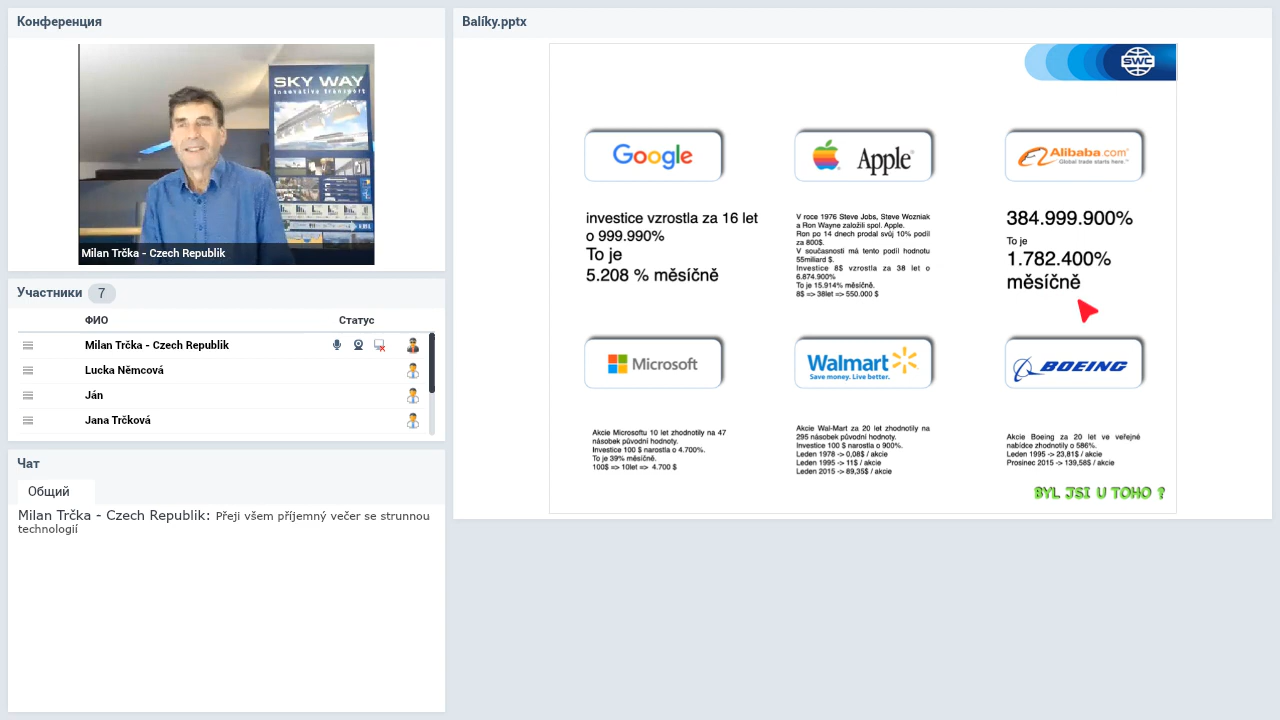 Конференция
SKY WAY
innovative transport
Milan Trčka - Czech Republik
Участники 7
ФИО Статус
Milan Trčka - Czech Republik
Lucka Němcová
Ján
Jana Trčková
Чат
Общий
Milan Trčka - Czech Republik: Přeji všem příjemný večer se strunnou
technologií
Balíky.pptx
SWC
Google
investice vzrostla za 16 let
o 999.990%
To je
5.208 % měsíčně
Apple
V roce 1976 Steve Jobs, Steve Wozniak
a Ron Wayne založili spol. Apple.
Ron po 14 dnech prodal svůj 10% podíl
za 800$.
V současnosti má tento podíl hodnotu
55miliard $.
Investice 8$ vzrostla za 38 let o
6.874.900%
To je 15.914% měsíčně.
8$ => 38let => 550.000 $
Alibaba.com
Global trade starts here.™
384.999.900%
To je
1.782.400%
měsíčně
Microsoft
Akcie Microsoftu 10 let zhodnotily na 47
násobek původní hodnoty.
Investice 100 $ narostla o 4.700%.
To je 39% měsíčně.
100$ => 10let => 4.700 $
Walmart
Save money. Live better.
Akcie Wal-Mart za 20 let zhodnotily na
295 násobek původní hodnoty.
Investice 100 $ narostla o 900%.
Leden 1978 -> 0,08$ / akcie
Leden 1995 -> 11$ / akcie
Leden 2015 -> 89,35$ / akcie
BOEING
Akcie Boeing za 20 let ve veřejné
nabídce zhodnotily o 586%.
Leden 1995 -> 23,81$ / akcie
Prosinec 2015 -> 139,58$ / akcie
BYL JSI U TOHO ?